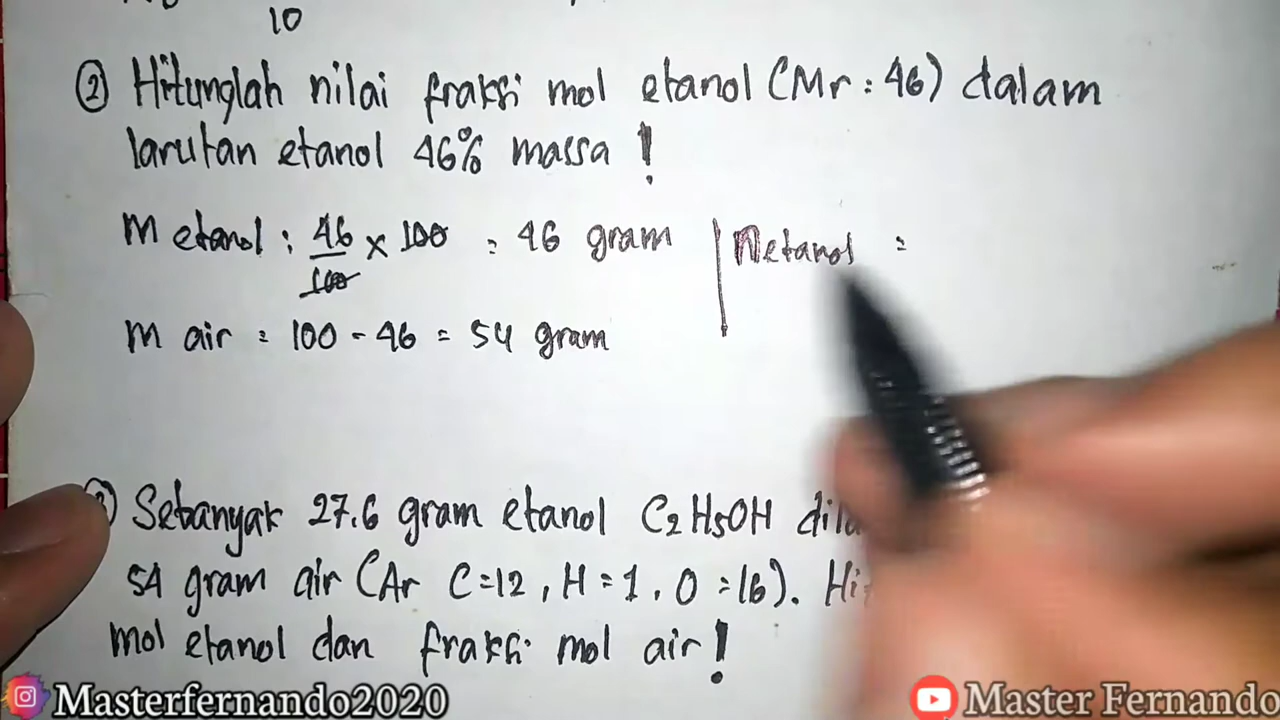 10
② Hitunglah nilai fraksi mol etanol (Mr : 46) dalam
larutan etanol 46% massa !
M etanol : 46/100 x 100 = 46 gram
n etanol =
m air = 100 - 46 = 54 gram
Sebanyak 27.6 gram etanol C2H5OH
54 gram air (Ar C=12, H=1, O=16).
mol etanol dan fraksi mol air !
Masterfernando2020
Master Fernando